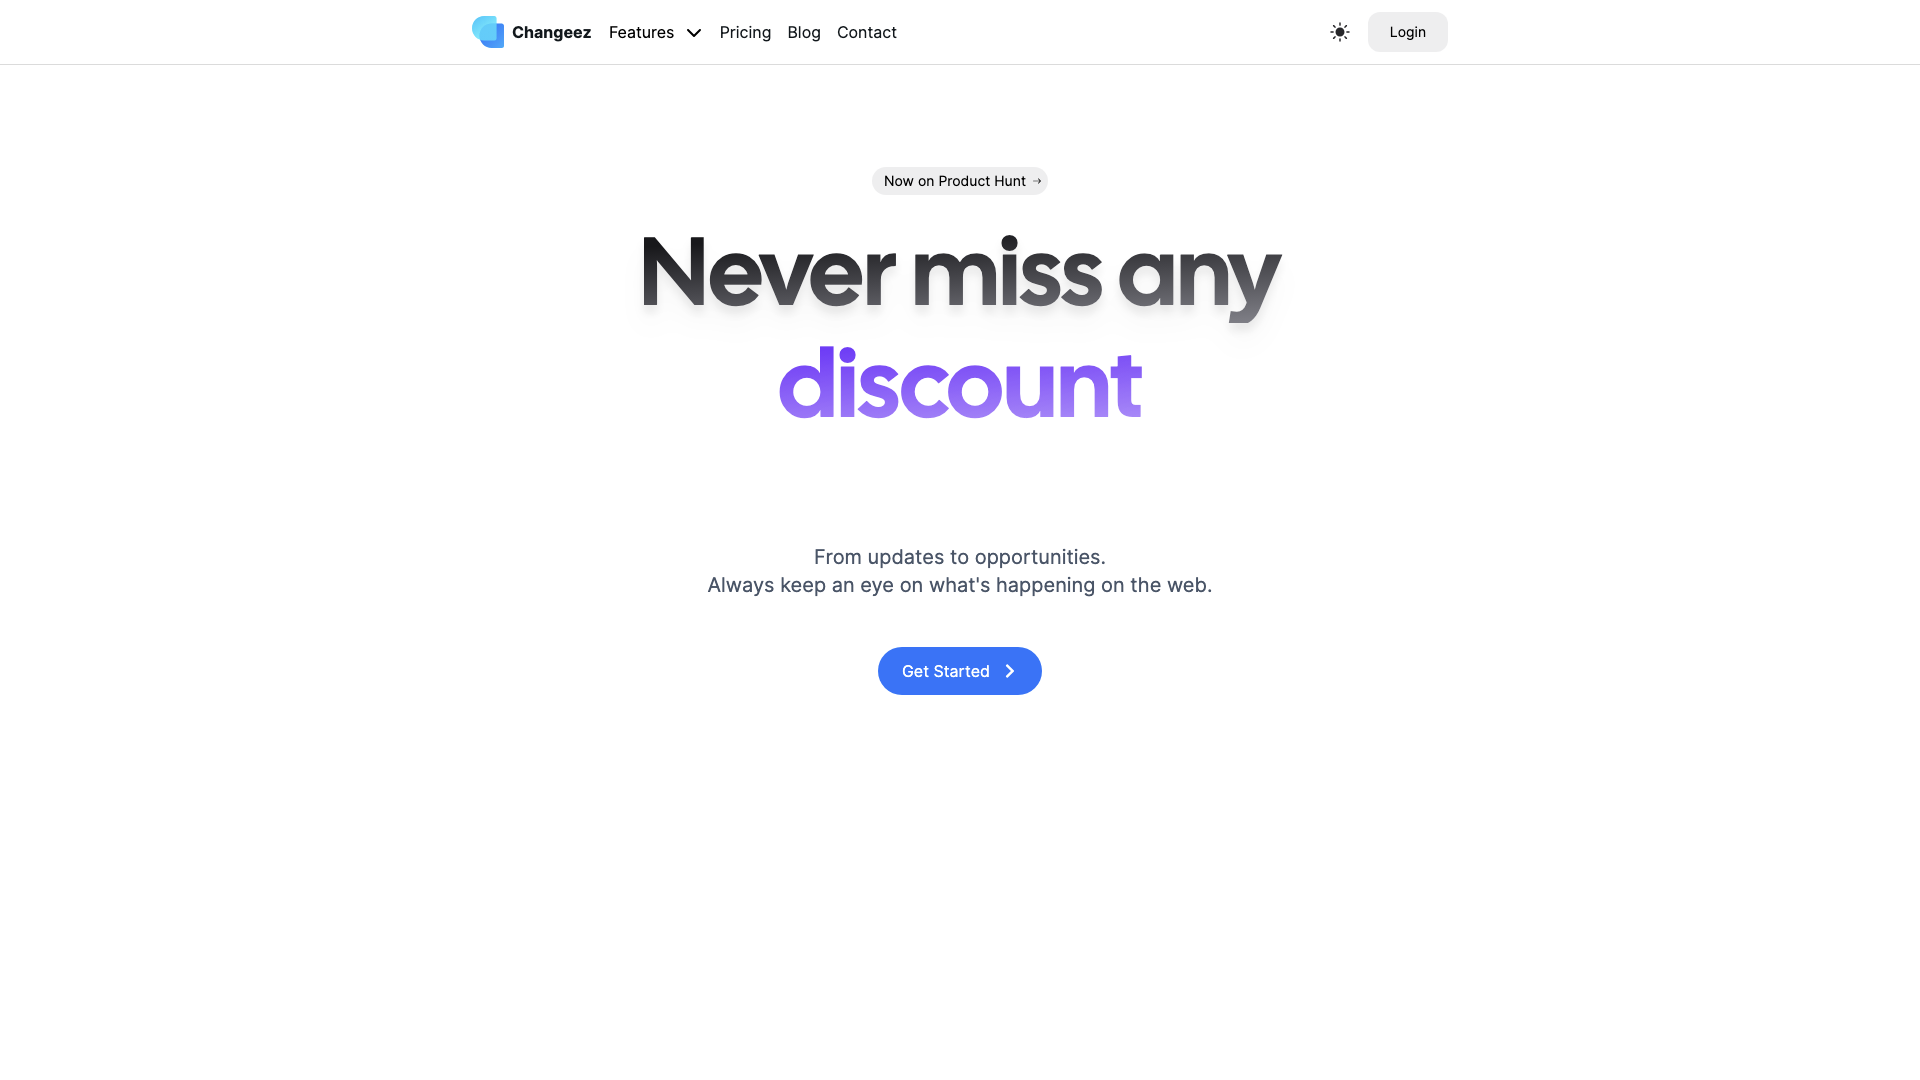 Changeez Features Pricing Blog Contact Login
Now on Product Hunt →
Never miss any
discount
From updates to opportunities.
Always keep an eye on what's happening on the web.
Get Started